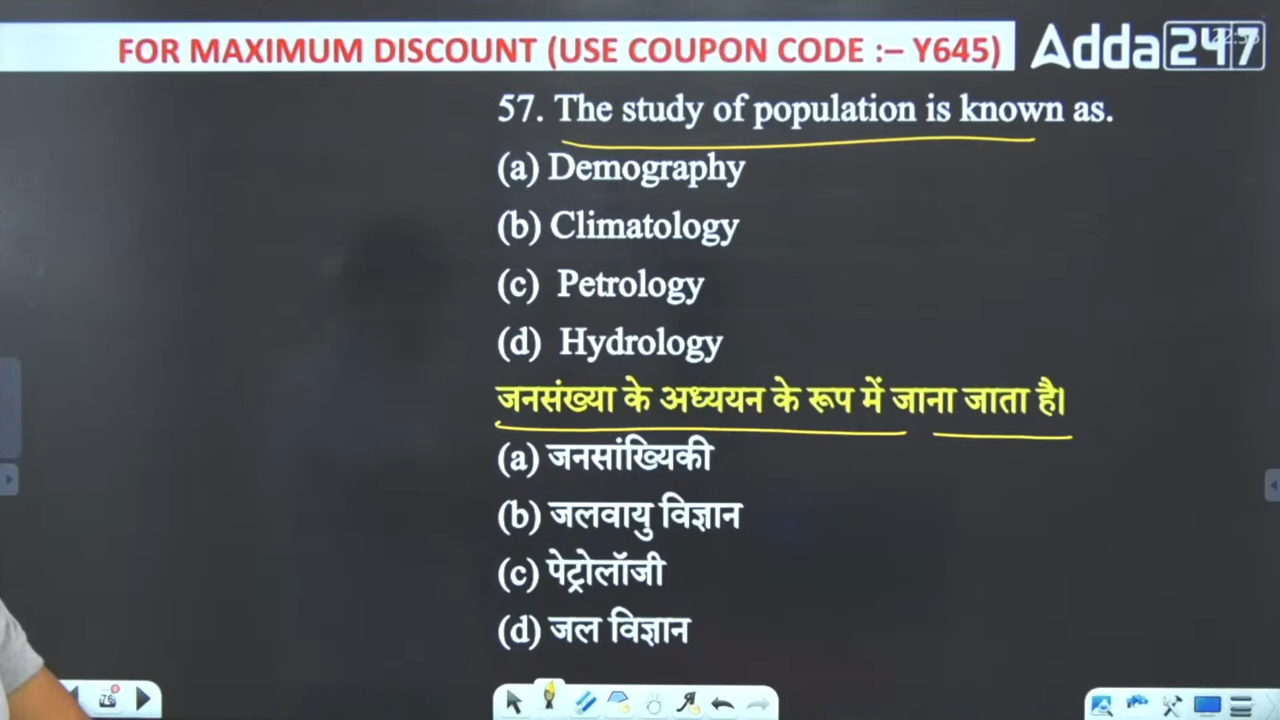 FOR MAXIMUM DISCOUNT (USE COUPON CODE :– Y645)
Adda247
57. The study of population is known as.
(a) Demography
(b) Climatology
(c) Petrology
(d) Hydrology
जनसंख्या के अध्ययन के रूप में जाना जाता है।
(a) जनसांख्यिकी
(b) जलवायु विज्ञान
(c) पेट्रोलॉजी
(d) जल विज्ञान